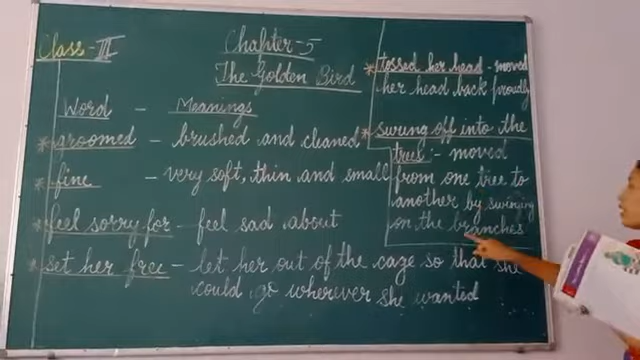 Class-III
Chapter-5
The Golden Bird
Word - Meanings
* groomed - brushed and cleaned
* fine - very soft, thin and small
* feel sorry for - feel sad about
* set her free - let her out of the cage so that she
could go wherever she wanted
* tossed her head - moved
her head back proudly
* swung off into the
trees - moved
from one tree to
another by swinging
on the branches